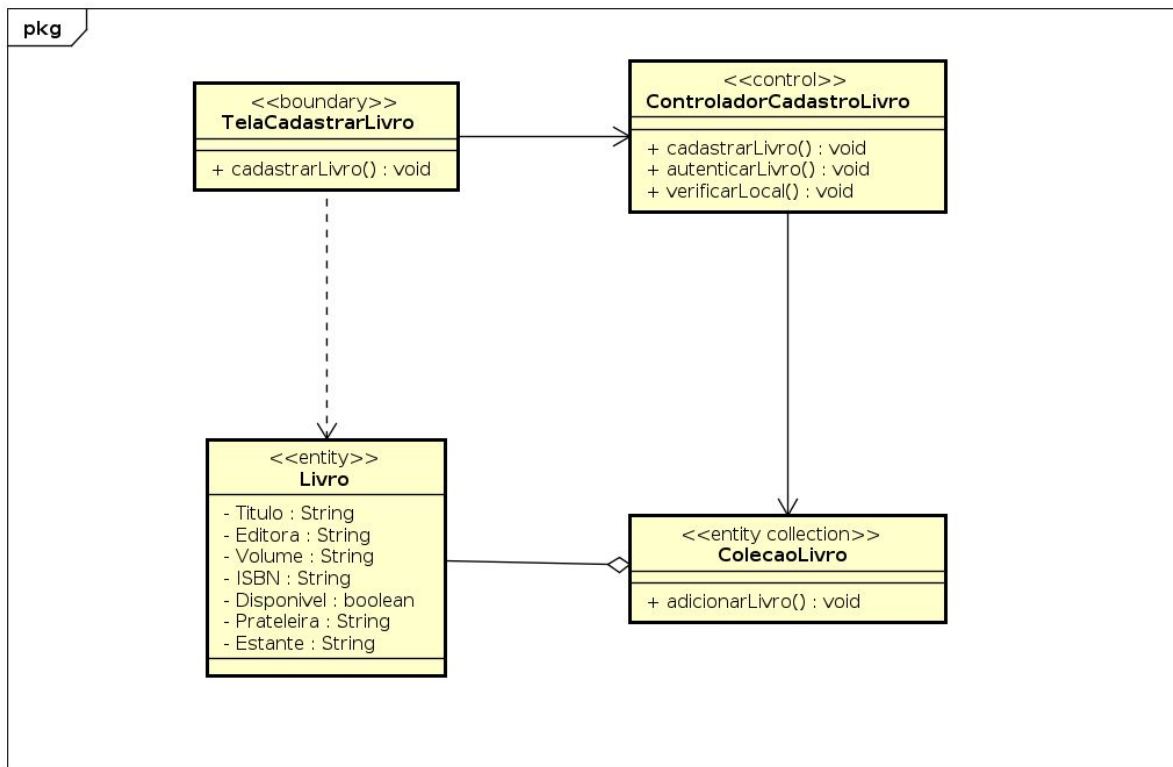 pkg
<<boundary>>
TelaCadastrarLivro
+ cadastrarLivro() : void
<<control>>
ControladorCadastroLivro
+ cadastrarLivro() : void
+ autenticarLivro() : void
+ verificarLocal() : void
<<entity>>
Livro
- Titulo : String
- Editora : String
- Volume : String
- ISBN : String
- Disponivel : boolean
- Prateleira : String
- Estante : String
<<entity collection>>
ColecaoLivro
+ adicionarLivro() : void